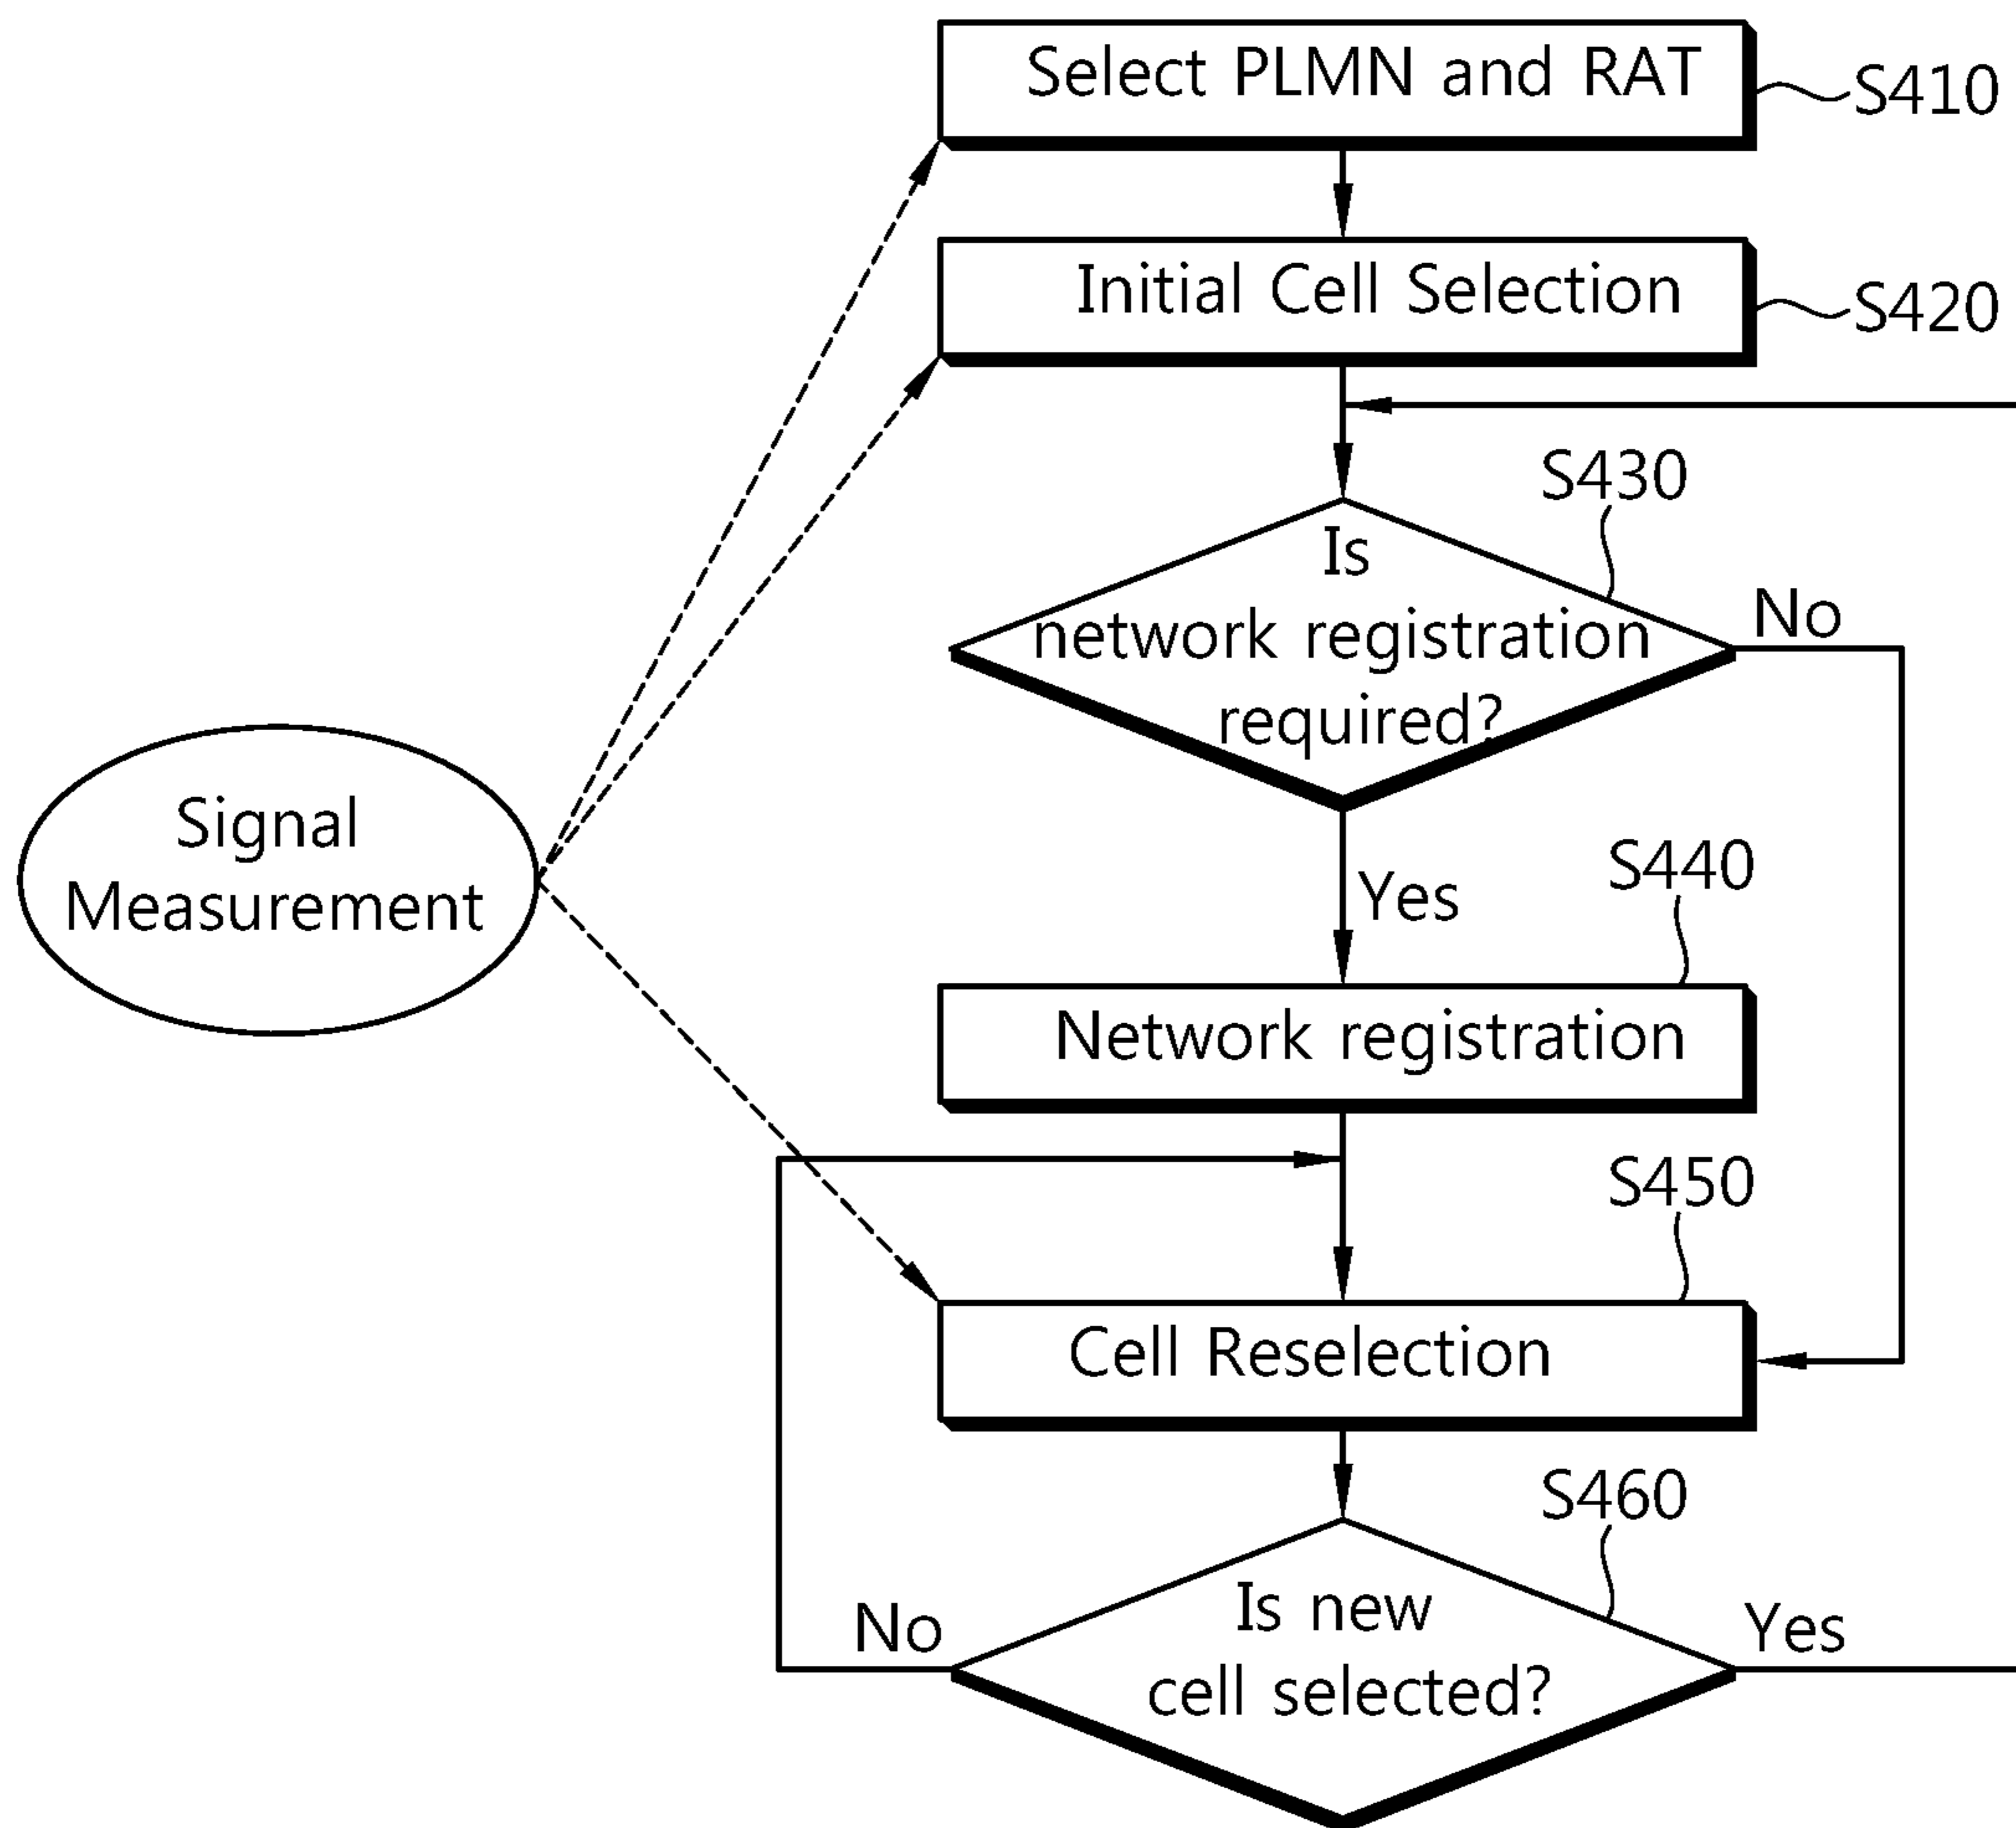 Select PLMN and RAT
S410
Initial Cell Selection
S420
S430
Is
network registration
required?
No
Signal
Measurement
Yes
S440
Network registration
S450
Cell Reselection
S460
Is new
cell selected?
No
Yes